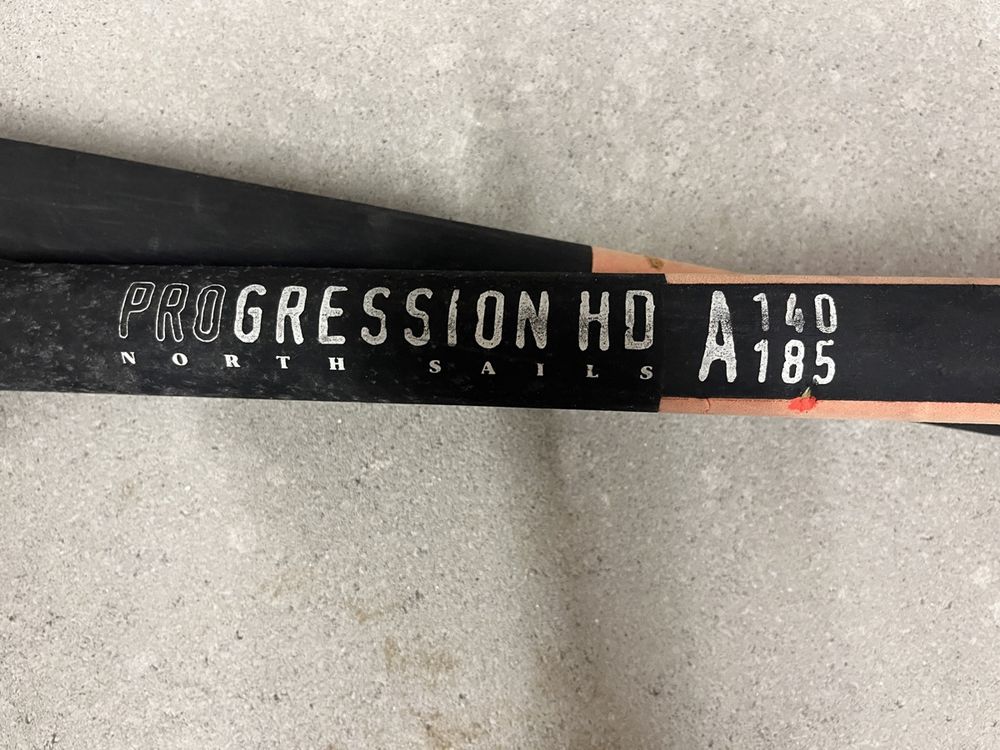 PROGRESSION HD
NORTH SAILS
A 140
185